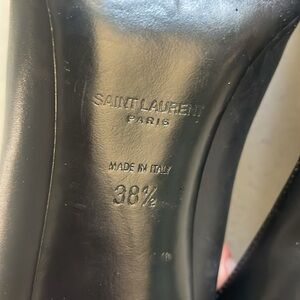 SAINT LAURENT
PARIS
MADE IN ITALY
38½